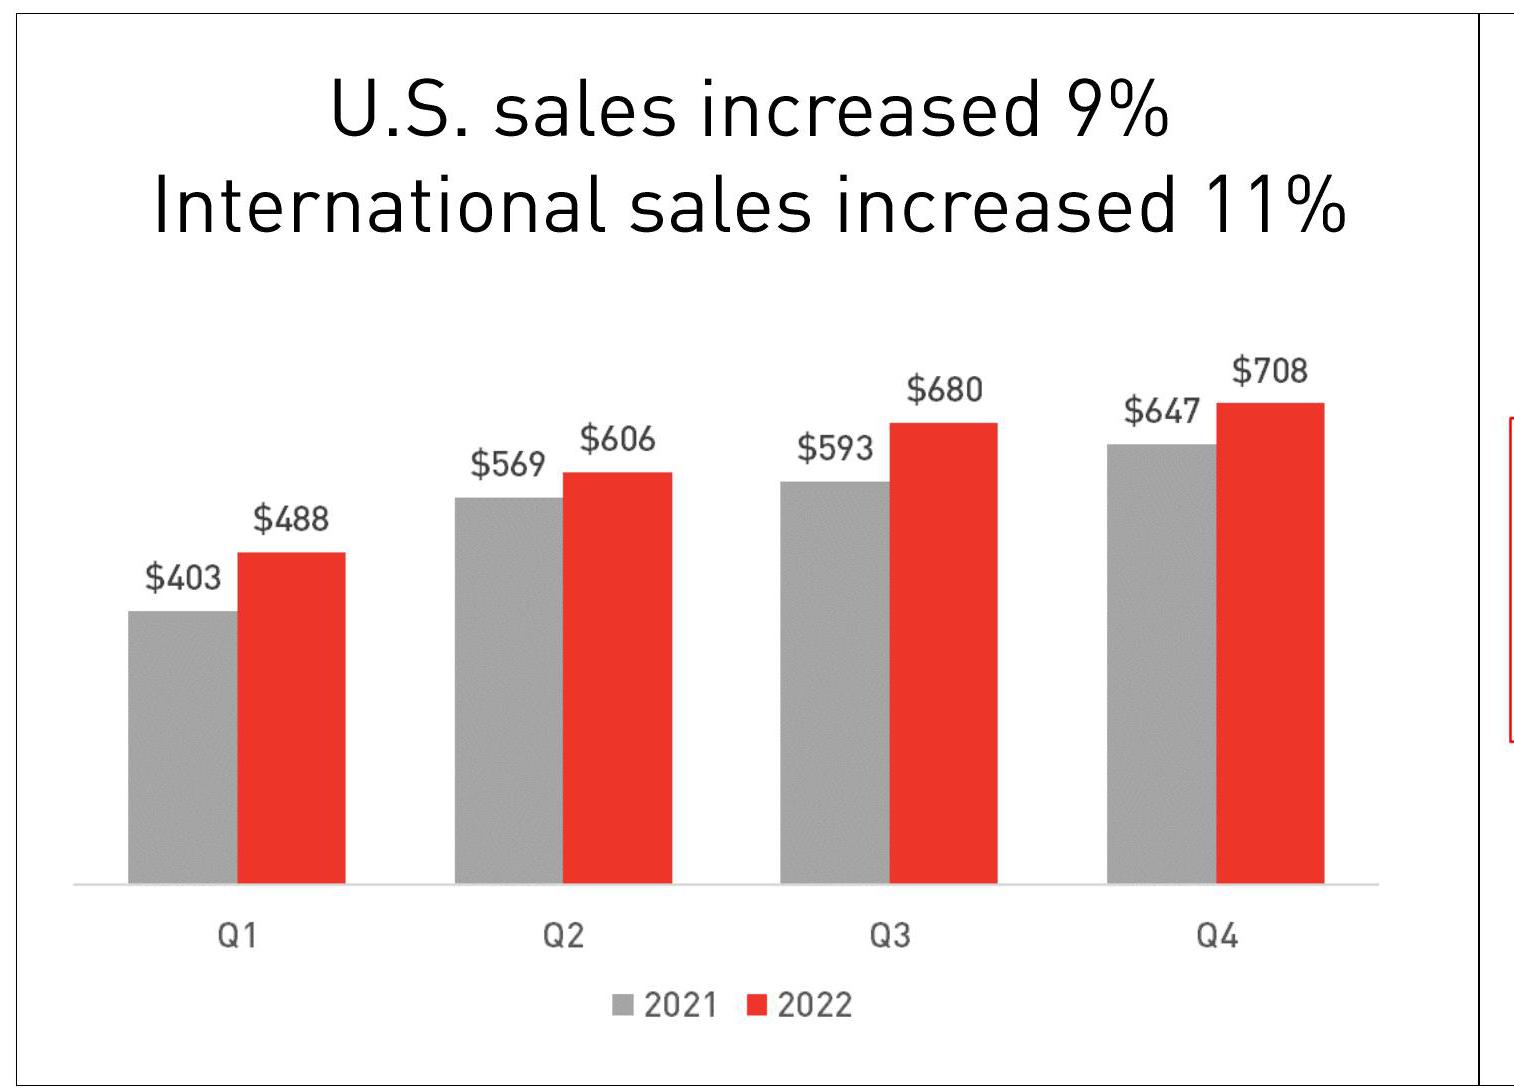 U.S. sales increased 9%
International sales increased 11%
$403 $488 $569 $606 $593 $680 $647 $708
Q1 Q2 Q3 Q4
2021 2022